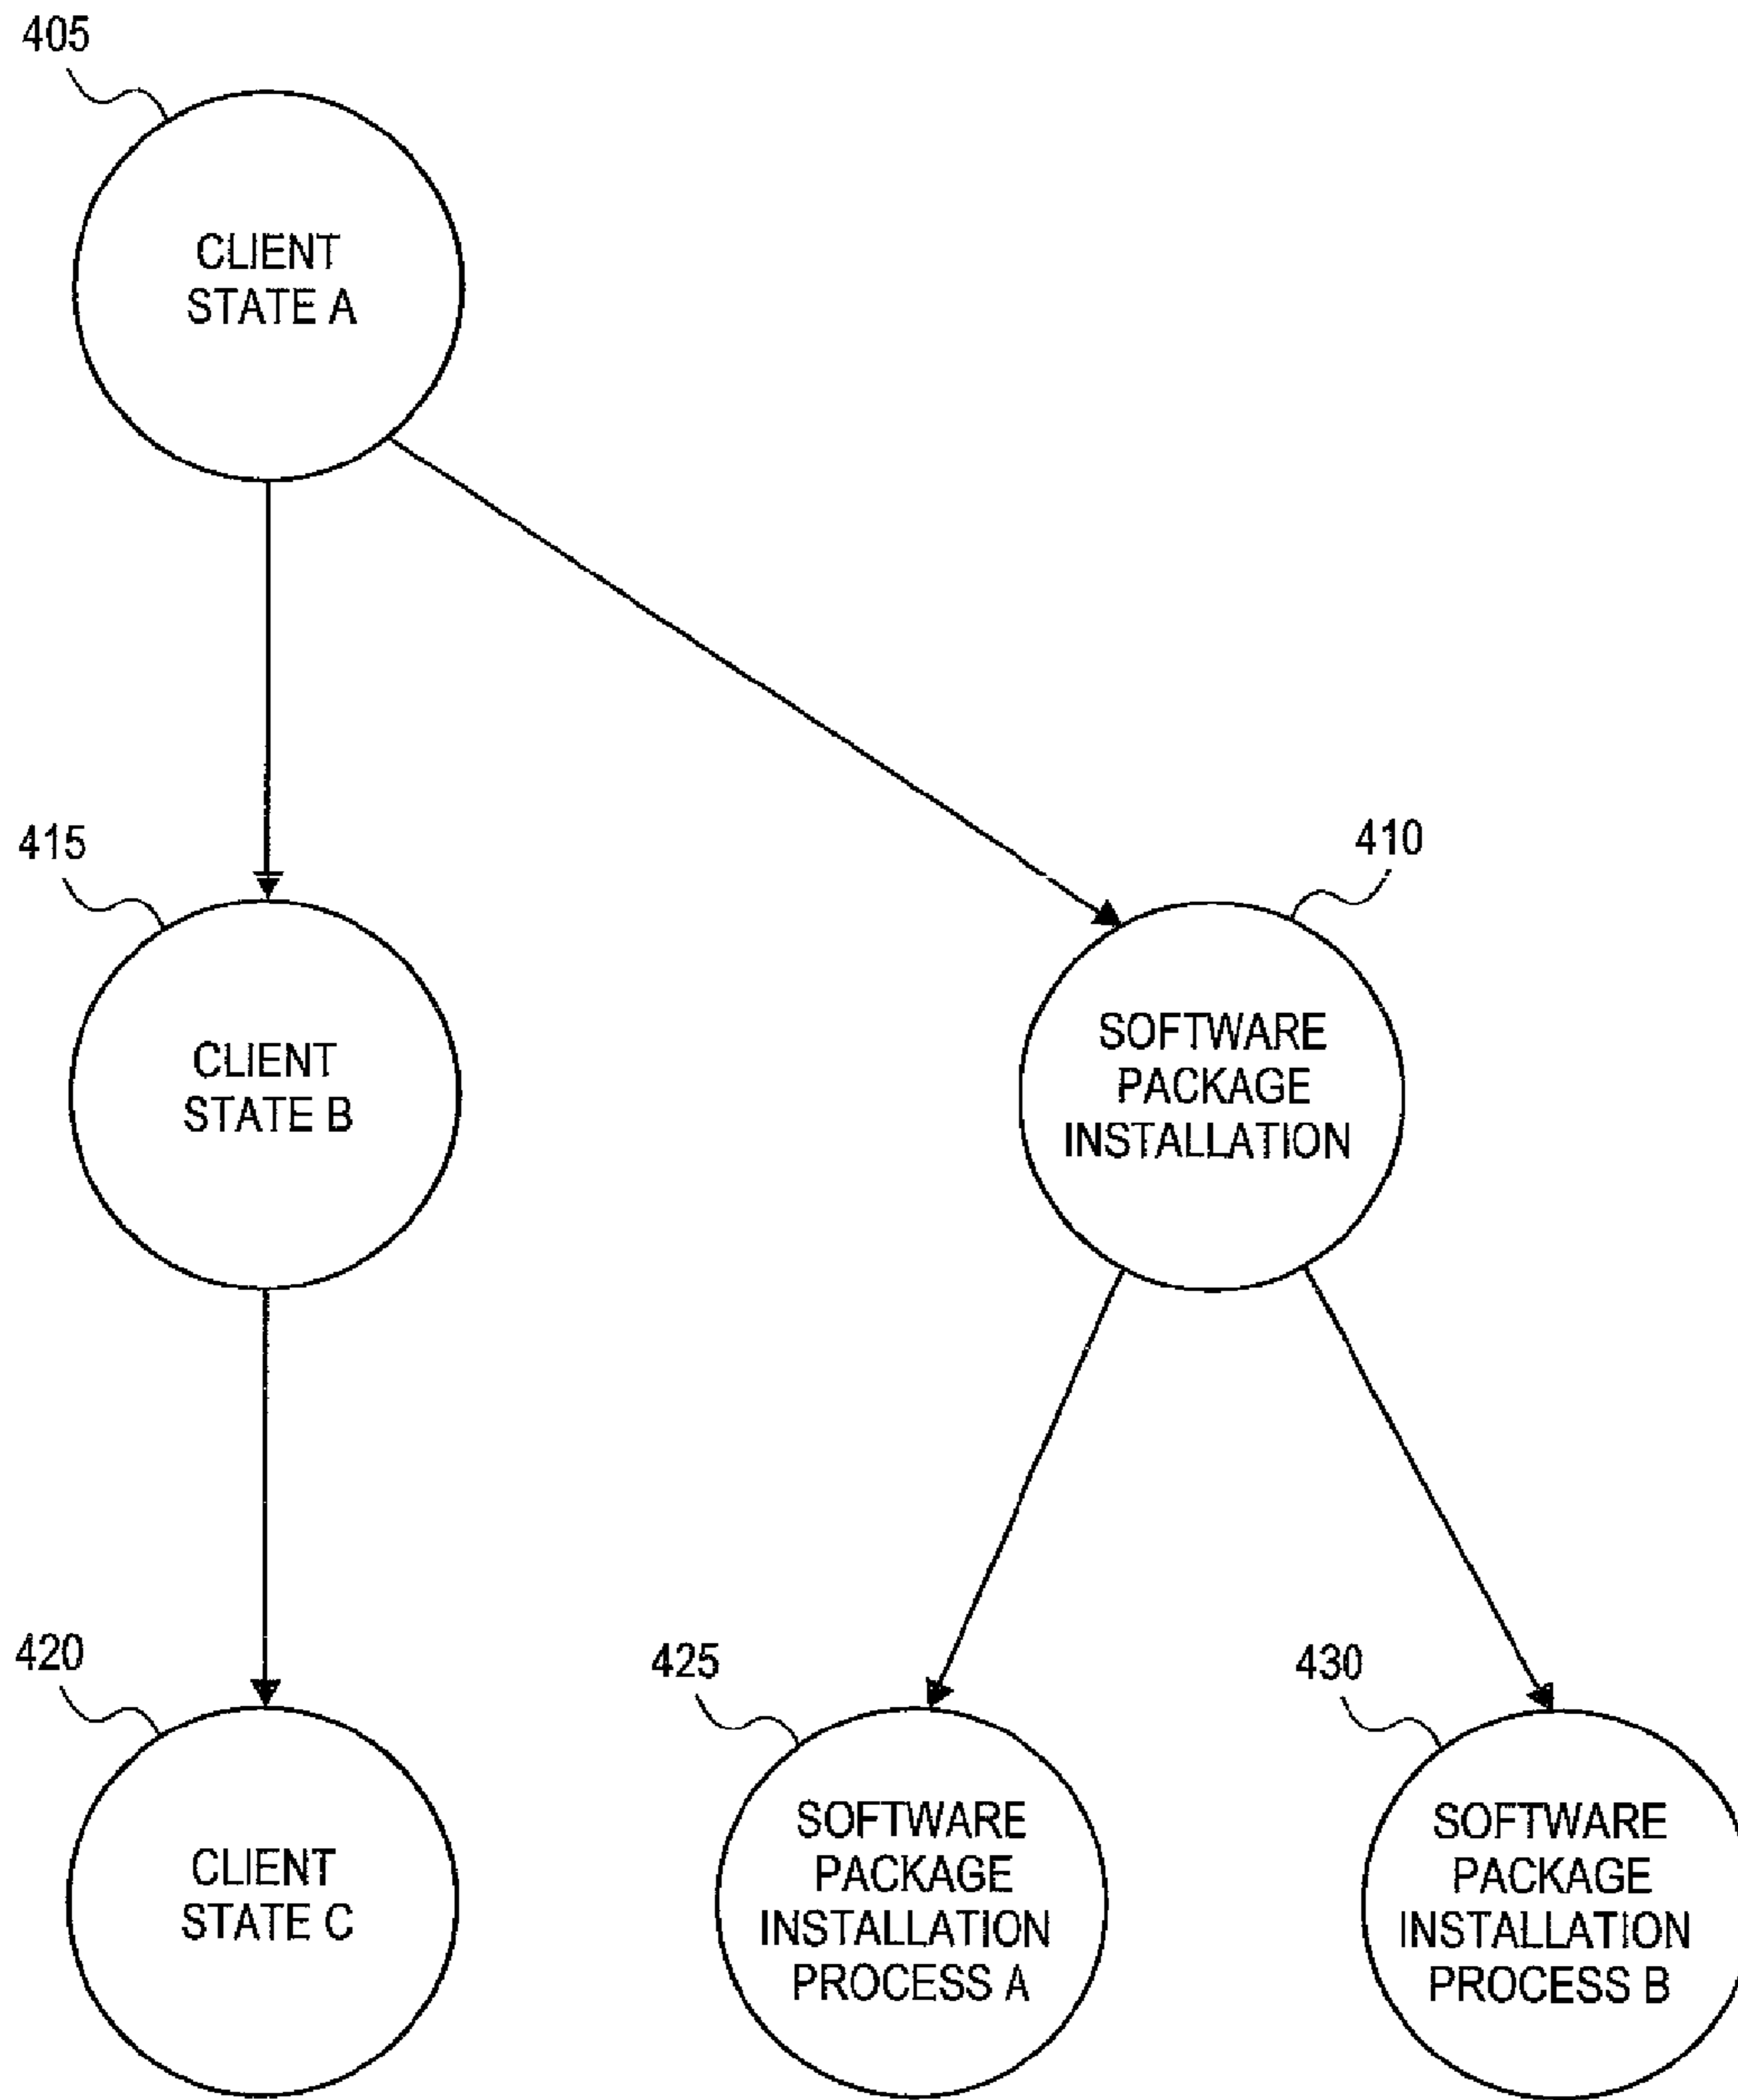 405
CLIENT
STATE A
415
410
CLIENT
STATE B
SOFTWARE
PACKAGE
INSTALLATION
420
425
430
CLIENT
STATE C
SOFTWARE
PACKAGE
INSTALLATION
PROCESS A
SOFTWARE
PACKAGE
INSTALLATION
PROCESS B